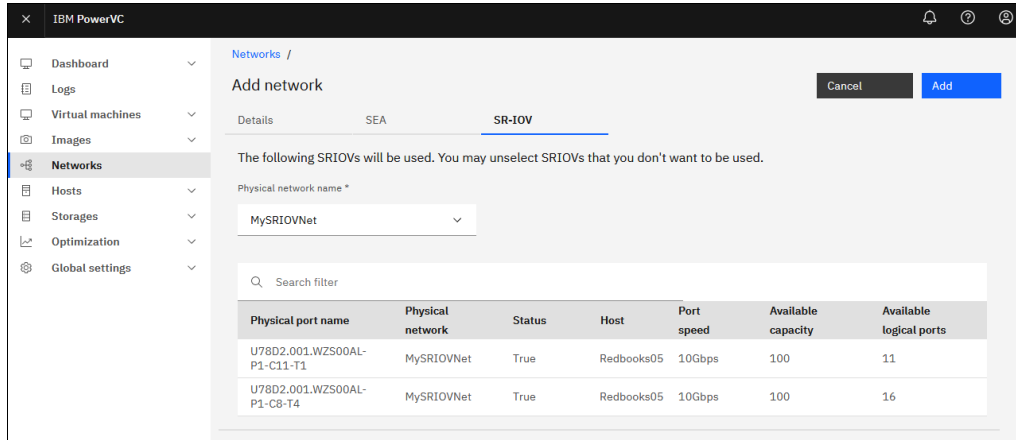 IBM PowerVC
Dashboard
Logs
Virtual machines
Images
Networks
Hosts
Storages
Optimization
Global settings
Networks /
Add network
Cancel
Add
Details
SEA
SR-IOV
The following SRIOVs will be used. You may unselect SRIOVs that you don't want to be used.
Physical network name *
MySRIOVNet
Search filter
Physical port name
Physical network
Status
Host
Port speed
Available capacity
Available logical ports
U78D2.001.WZS00AL-P1-C11-T1
MySRIOVNet
True
Redbooks05
10Gbps
100
11
U78D2.001.WZS00AL-P1-C8-T4
MySRIOVNet
True
Redbooks05
10Gbps
100
16